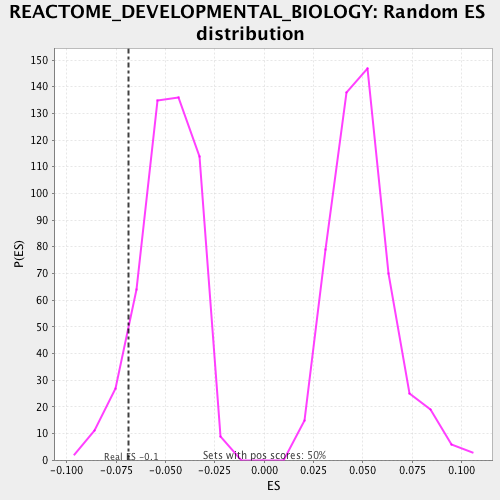 REACTOME_DEVELOPMENTAL_BIOLOGY: Random ES
distribution
150
140
130
120
110
100
90
80
70
60
50
40
30
20
10
0
P(ES)
Real ES -0.1
Sets with pos scores: 50%
-0.100 -0.075 -0.050 -0.025 0.000 0.025 0.050 0.075 0.100
ES